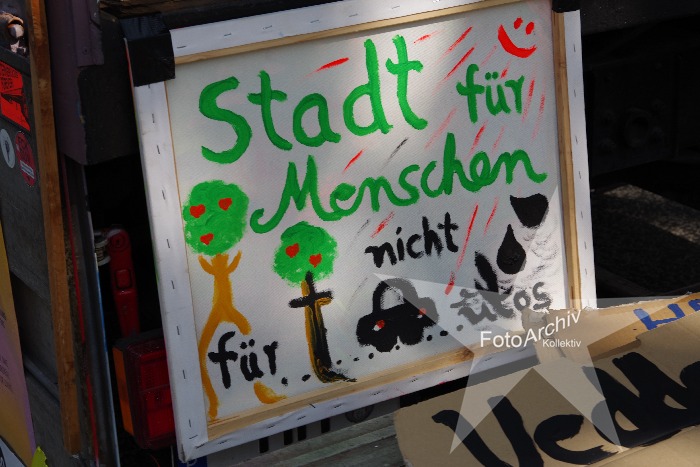 Stadt für
Menschen
nicht
für Autos
FotoArchiv
Kollektiv